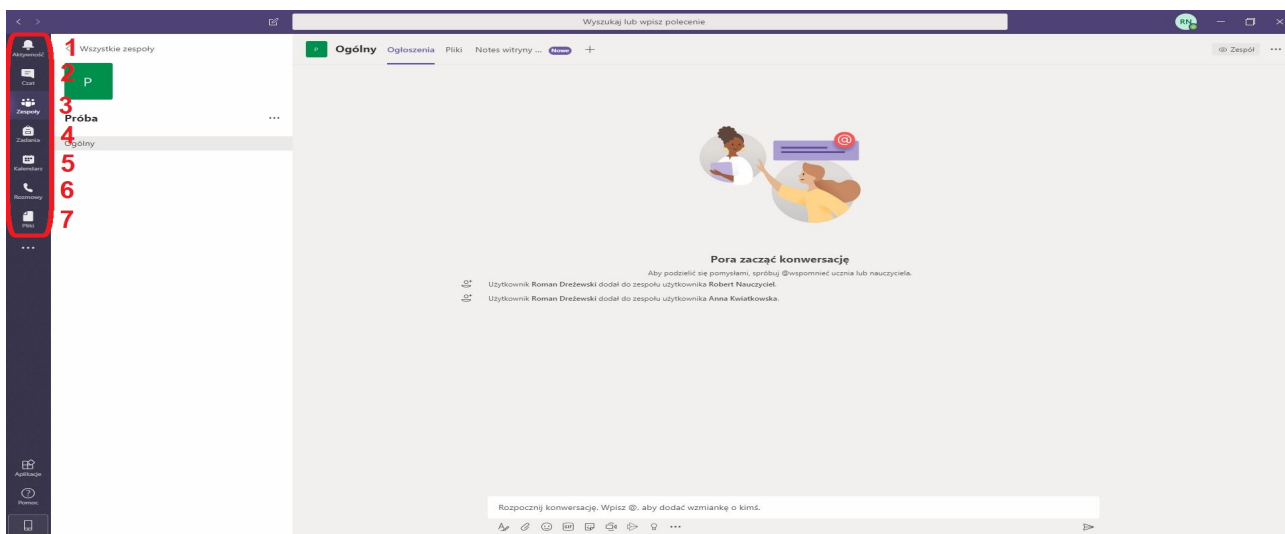 Wyszukaj lub wpisz polecenie
RN
Aktywność
1
Czat
2
Zespoły
3
Zadania
4
Kalendarz
5
Rozmowy
6
Pliki
7
Aplikacje
Pomoc
Wszystkie zespoły
P
Próba
Ogólny
P Ogólny Ogłoszenia Pliki Notes witryny ... Nowe
Zespół
@
Pora zacząć konwersację
Aby podzielić się pomysłami, spróbuj @wspomnieć ucznia lub nauczyciela.
Użytkownik Roman Dreżewski dodał do zespołu użytkownika Robert Nauczyciel.
Użytkownik Roman Dreżewski dodał do zespołu użytkownika Anna Kwiatkowska.
Rozpocznij konwersację. Wpisz @, aby dodać wzmiankę o kimś.
GIF